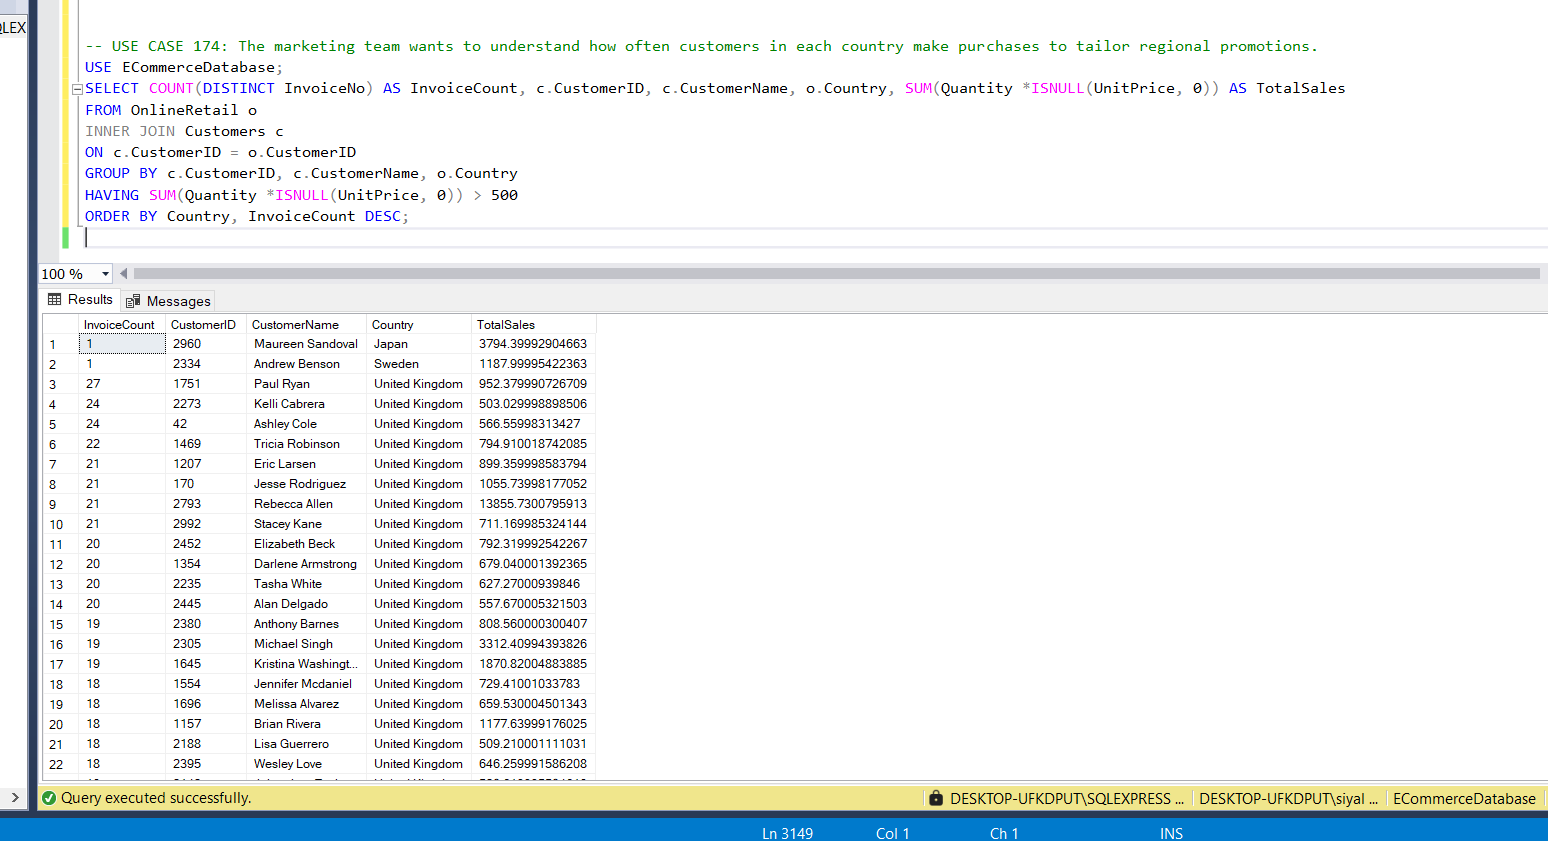 QLEX
-- USE CASE 174: The marketing team wants to understand how often customers in each country make purchases to tailor regional promotions.
USE ECommerceDatabase;
SELECT COUNT(DISTINCT InvoiceNo) AS InvoiceCount, c.CustomerID, c.CustomerName, o.Country, SUM(Quantity *ISNULL(UnitPrice, 0)) AS TotalSales
FROM OnlineRetail o
INNER JOIN Customers c
ON c.CustomerID = o.CustomerID
GROUP BY c.CustomerID, c.CustomerName, o.Country
HAVING SUM(Quantity *ISNULL(UnitPrice, 0)) > 500
ORDER BY Country, InvoiceCount DESC;
100 %
Results Messages
InvoiceCount CustomerID CustomerName Country TotalSales
1 1 2960 Maureen Sandoval Japan 3794.39992904663
2 1 2334 Andrew Benson Sweden 1187.99995422363
3 27 1751 Paul Ryan United Kingdom 952.379990726709
4 24 2273 Kelli Cabrera United Kingdom 503.029998898506
5 24 42 Ashley Cole United Kingdom 566.55998313427
6 22 1469 Tricia Robinson United Kingdom 794.910018742085
7 21 1207 Eric Larsen United Kingdom 899.359998583794
8 21 170 Jesse Rodriguez United Kingdom 1055.73998177052
9 21 2793 Rebecca Allen United Kingdom 13855.7300795913
10 21 2992 Stacey Kane United Kingdom 711.169985324144
11 20 2452 Elizabeth Beck United Kingdom 792.319992542267
12 20 1354 Darlene Armstrong United Kingdom 679.040001392365
13 20 2235 Tasha White United Kingdom 627.27000939846
14 20 2445 Alan Delgado United Kingdom 557.670005321503
15 19 2380 Anthony Barnes United Kingdom 808.560000300407
16 19 2305 Michael Singh United Kingdom 3312.40994393826
17 19 1645 Kristina Washingt... United Kingdom 1870.82004883885
18 18 1554 Jennifer Mcdaniel United Kingdom 729.41001033783
19 18 1696 Melissa Alvarez United Kingdom 659.530004501343
20 18 1157 Brian Rivera United Kingdom 1177.63999176025
21 18 2188 Lisa Guerrero United Kingdom 509.210001111031
22 18 2395 Wesley Love United Kingdom 646.259991586208
Query executed successfully. DESKTOP-UFKDPUT\SQLEXPRESS ... DESKTOP-UFKDPUT\siyal ... ECommerceDatabase
Ln 3149 Col 1 Ch 1 INS